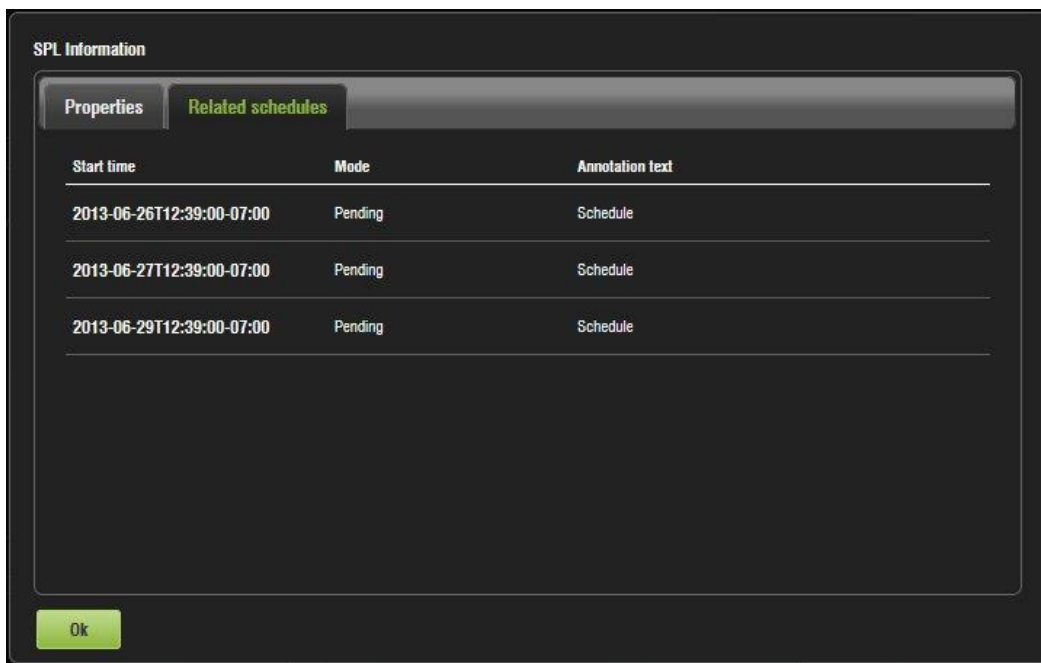 SPL Information
Properties Related schedules
Start time Mode Annotation text
2013-06-26T12:39:00-07:00 Pending Schedule
2013-06-27T12:39:00-07:00 Pending Schedule
2013-06-29T12:39:00-07:00 Pending Schedule
Ok